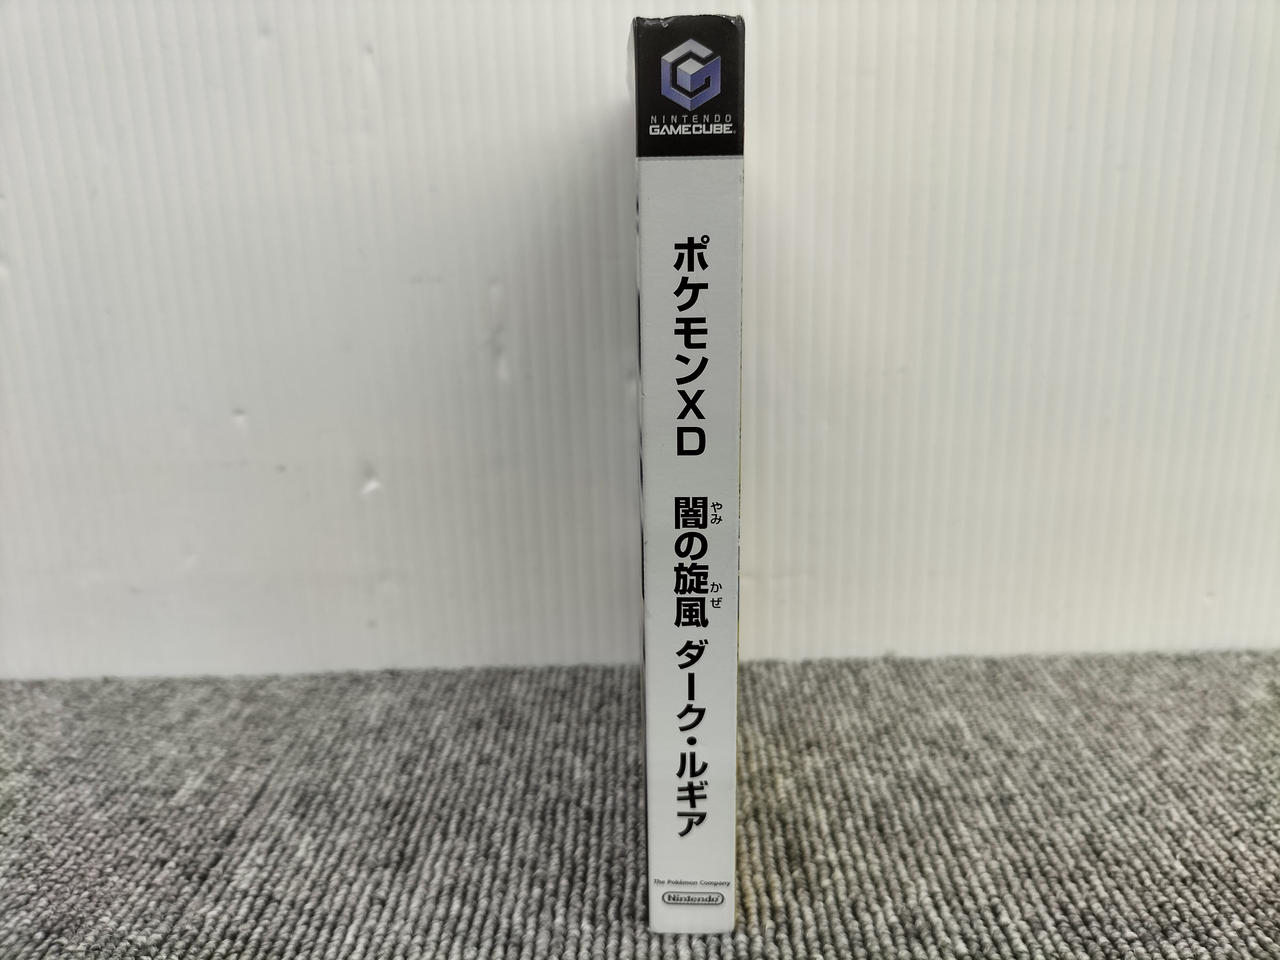 NINTENDO
GAMECUBE
ポケモンXD
闇の旋風 ダーク・ルギア
やみ
かぜ
The Pokémon Company
Nintendo